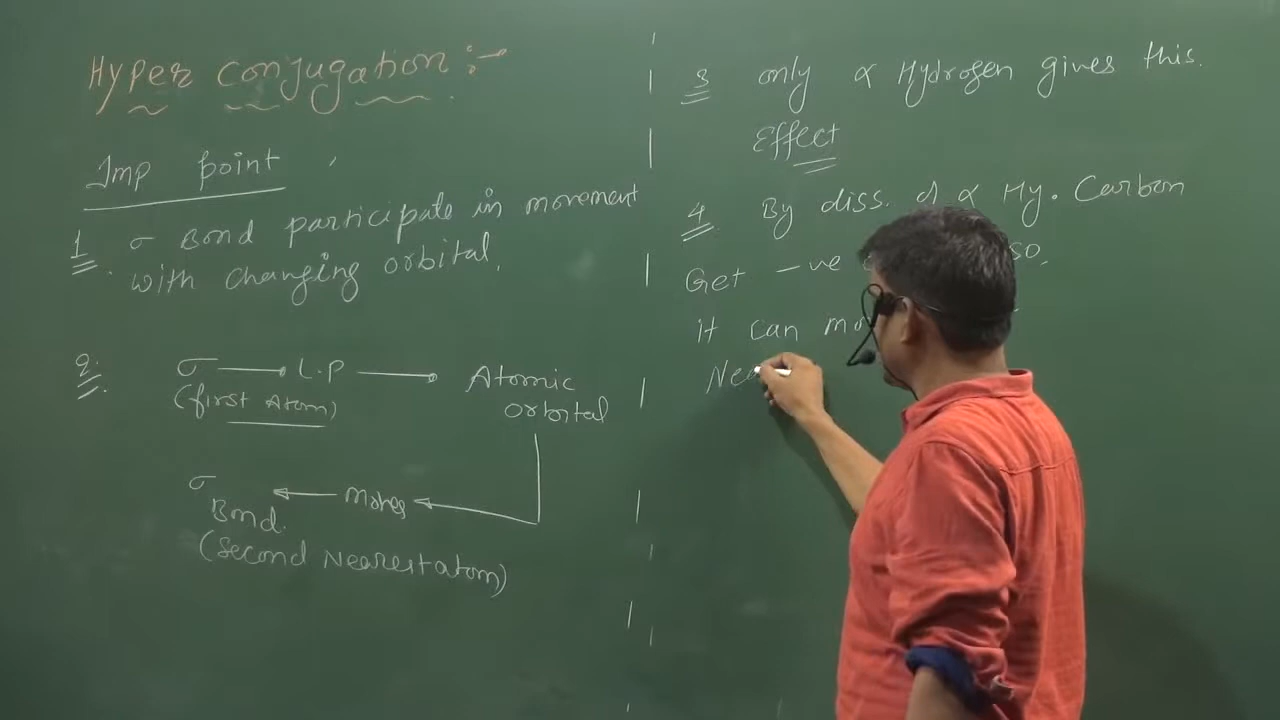 Hyper conjugation :-
Imp point
1. σ Bond participate in movement
with changing orbital.
2. σ → L.P → Atomic
(first Atom) orbital
σ Bond. ← Moves ←
(Second Nearest atom)
3 only α Hydrogen gives this.
Effect
4. By diss. of α Hy. Carbon
Get -ve so,
it can